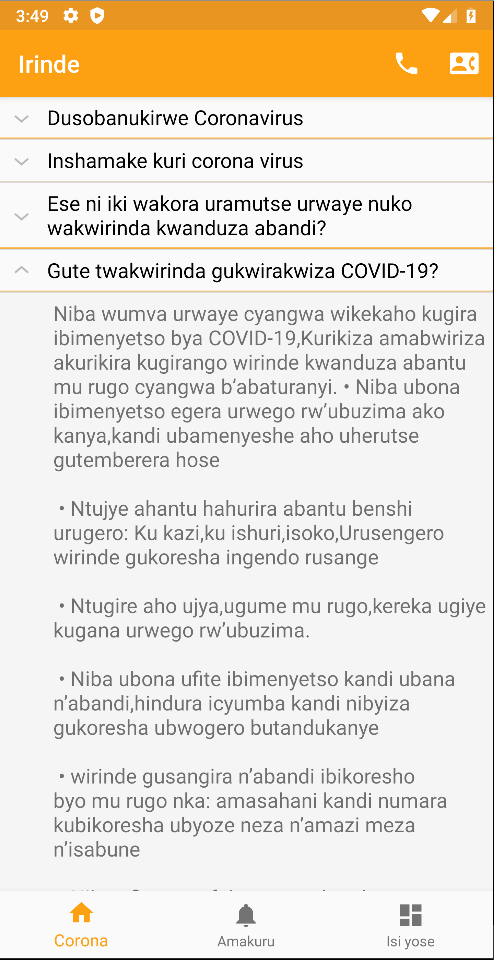 3:49
Irinde
Dusobanukirwe Coronavirus
Inshamake kuri corona virus
Ese ni iki wakora uramutse urwaye nuko
wakwirinda kwanduza abandi?
Gute twakwirinda gukwirakwiza COVID-19?
Niba wumva urwaye cyangwa wikekaho kugira
ibimenyetso bya COVID-19,Kurikiza amabwiriza
akurikira kugirango wirinde kwanduza abantu
mu rugo cyangwa b’abaturanyi. • Niba ubona
ibimenyetso egera urwego rw’ubuzima ako
kanya,kandi ubamenyeshe aho uherutse
gutemberera hose
• Ntujye ahantu hahurira abantu benshi
urugero: Ku kazi,ku ishuri,isoko,Urusengero
wirinde gukoresha ingendo rusange
• Ntugire aho ujya,ugume mu rugo,kereka ugiye
kugana urwego rw’ubuzima.
• Niba ubona ufite ibimenyetso kandi ubana
n’abandi,hindura icyumba kandi nibyiza
gukoresha ubwogero butandukanye
• wirinde gusangira n’abandi ibikoresho
byo mu rugo nka: amasahani kandi numara
kubikoresha ubyoze neza n’amazi meza
n’isabune
Corona
Amakuru
Isi yose